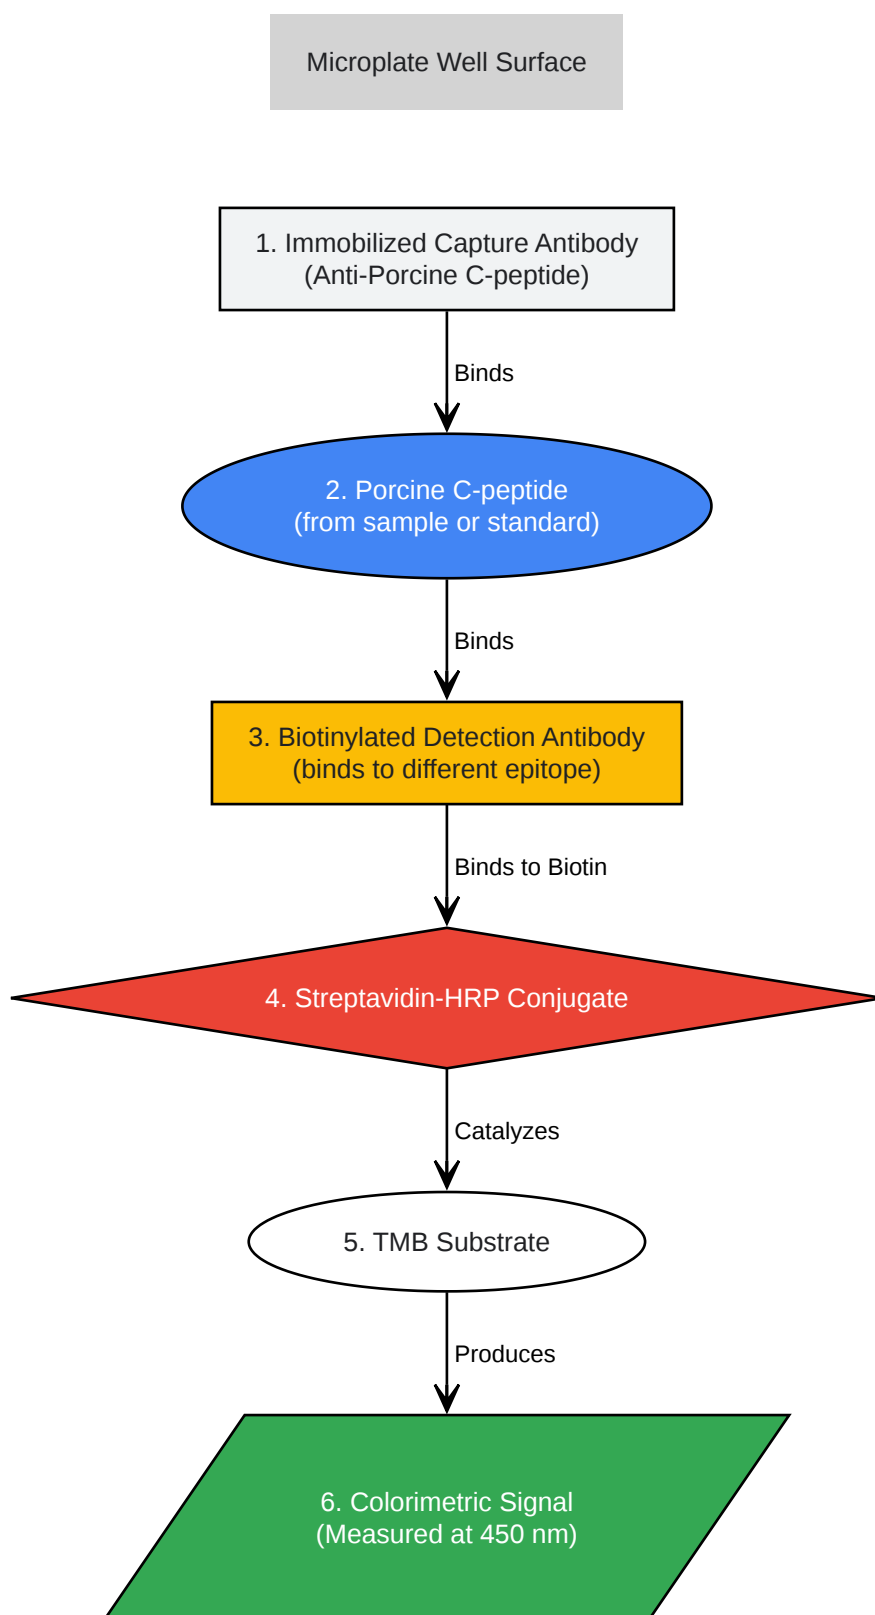 Microplate Well Surface
1. Immobilized Capture Antibody
(Anti-Porcine C-peptide)
Binds
2. Porcine C-peptide
(from sample or standard)
Binds
3. Biotinylated Detection Antibody
(binds to different epitope)
Binds to Biotin
4. Streptavidin-HRP Conjugate
Catalyzes
5. TMB Substrate
Produces
6. Colorimetric Signal
(Measured at 450 nm)